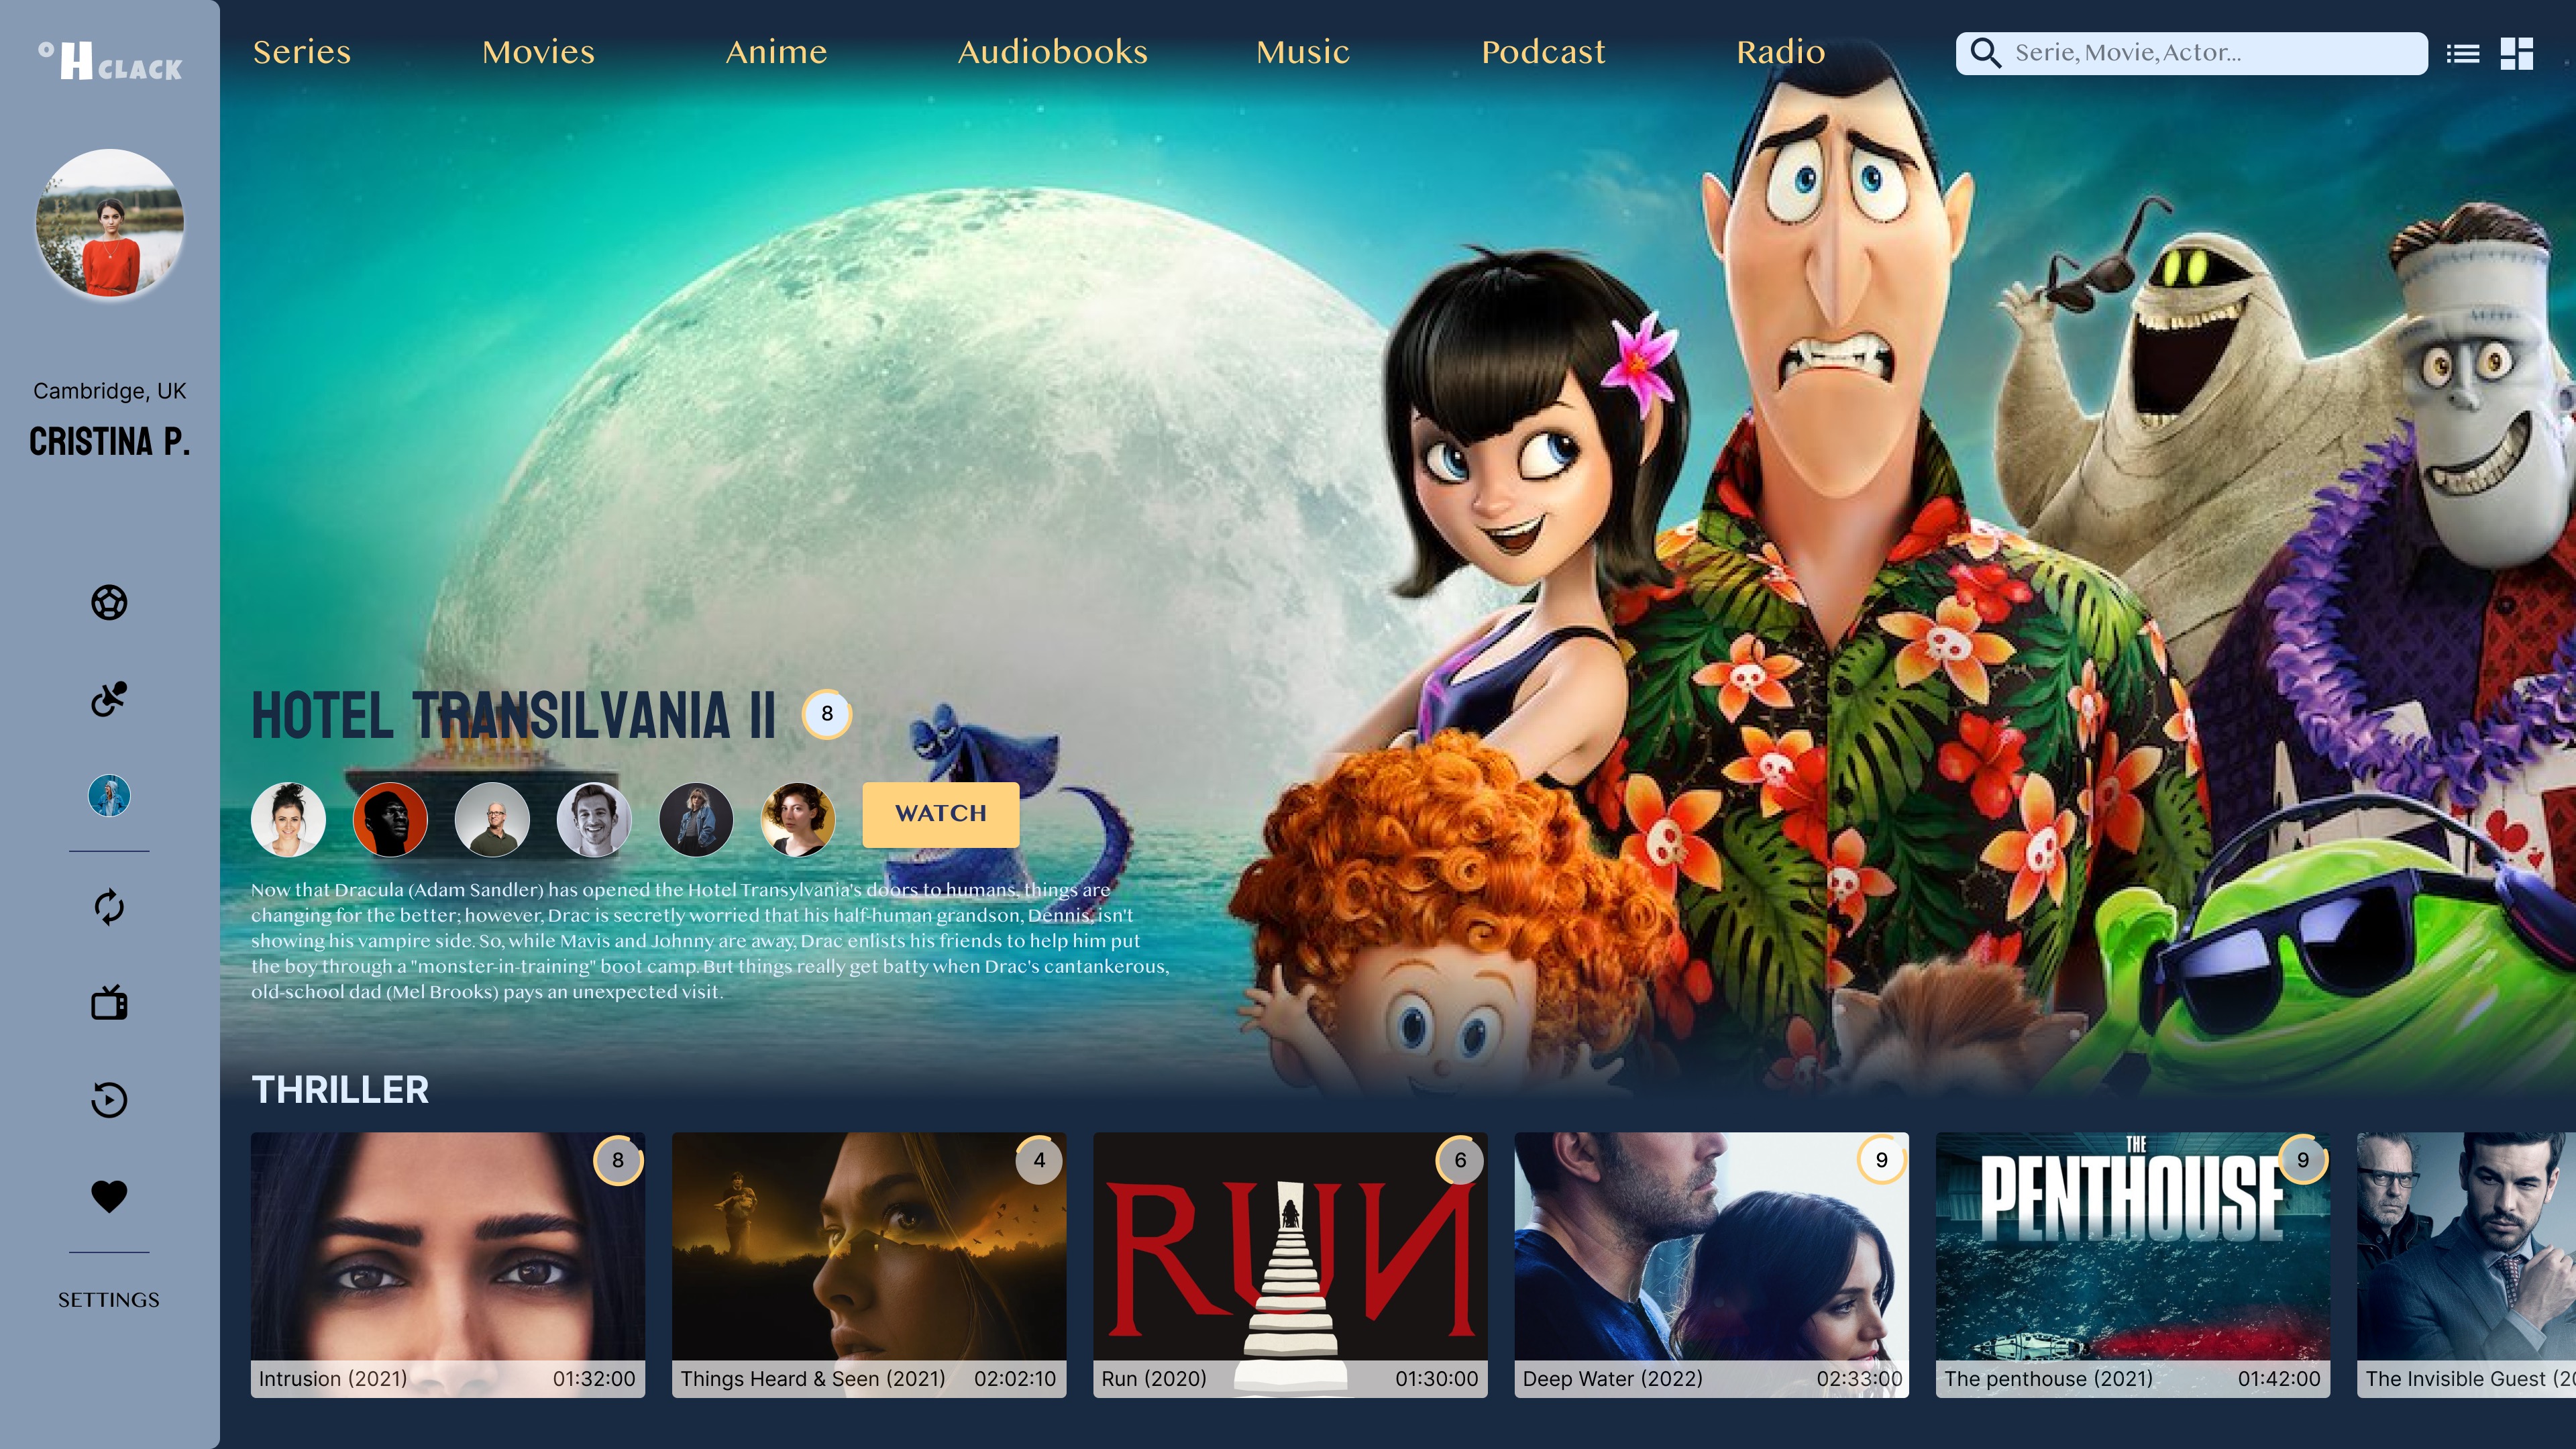 °H CLACK
Series Movies Anime Audiobooks Music Podcast Radio
Serie, Movie, Actor...
Cambridge, UK
CRISTINA P.
SETTINGS
HOTEL TRANSILVANIA II 8
WATCH
Now that Dracula (Adam Sandler) has opened the Hotel Transylvania's doors to humans, things are
changing for the better; however, Drac is secretly worried that his half-human grandson, Dennis, isn't
showing his vampire side. So, while Mavis and Johnny are away, Drac enlists his friends to help him put
the boy through a "monster-in-training" boot camp. But things really get batty when Drac's cantankerous,
old-school dad (Mel Brooks) pays an unexpected visit.
THRILLER
8
Intrusion (2021) 01:32:00
4
Things Heard & Seen (2021) 02:02:10
6
RUN
Run (2020) 01:30:00
9
Deep Water (2022) 02:33:00
THE
PENTHOUSE
9
The penthouse (2021) 01:42:00
The Invisible Guest (20